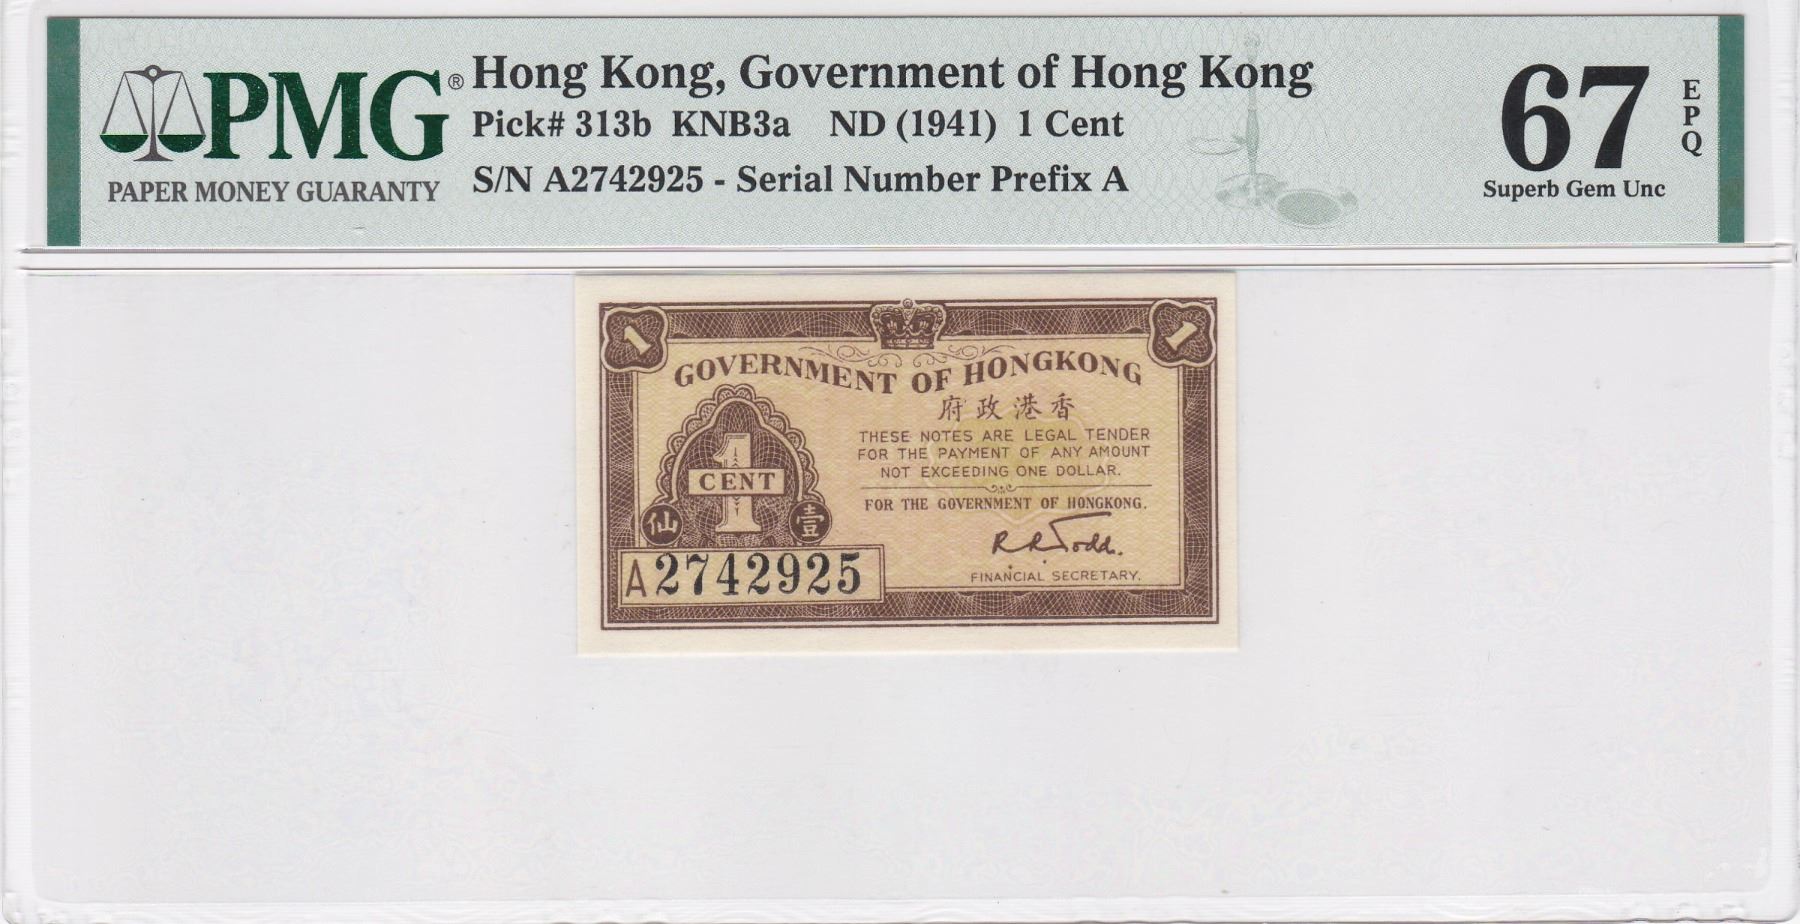 PMG®
PAPER MONEY GUARANTY
Hong Kong, Government of Hong Kong
Pick# 313b KNB3a ND (1941) 1 Cent
S/N A2742925 - Serial Number Prefix A
67
EPQ
Superb Gem Unc
1
1
GOVERNMENT OF HONGKONG
府政港香
THESE NOTES ARE LEGAL TENDER
FOR THE PAYMENT OF ANY AMOUNT
NOT EXCEEDING ONE DOLLAR.
FOR THE GOVERNMENT OF HONGKONG.
R.R. Todd.
FINANCIAL SECRETARY.
1
CENT
仙 壹
A2742925